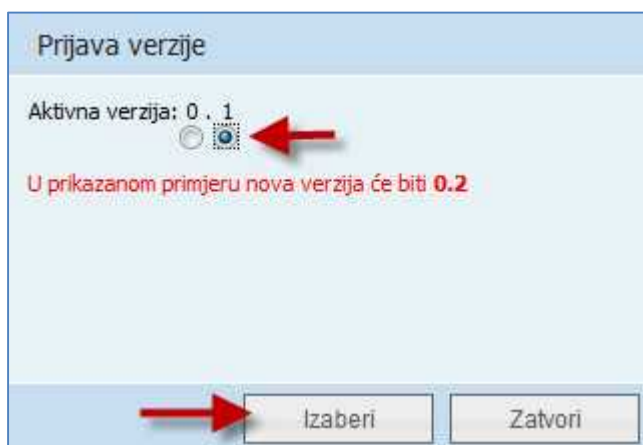 Prijava verzije
Aktivna verzija: 0 . 1
U prikazanom primjeru nova verzija će biti 0.2
Izaberi
Zatvori